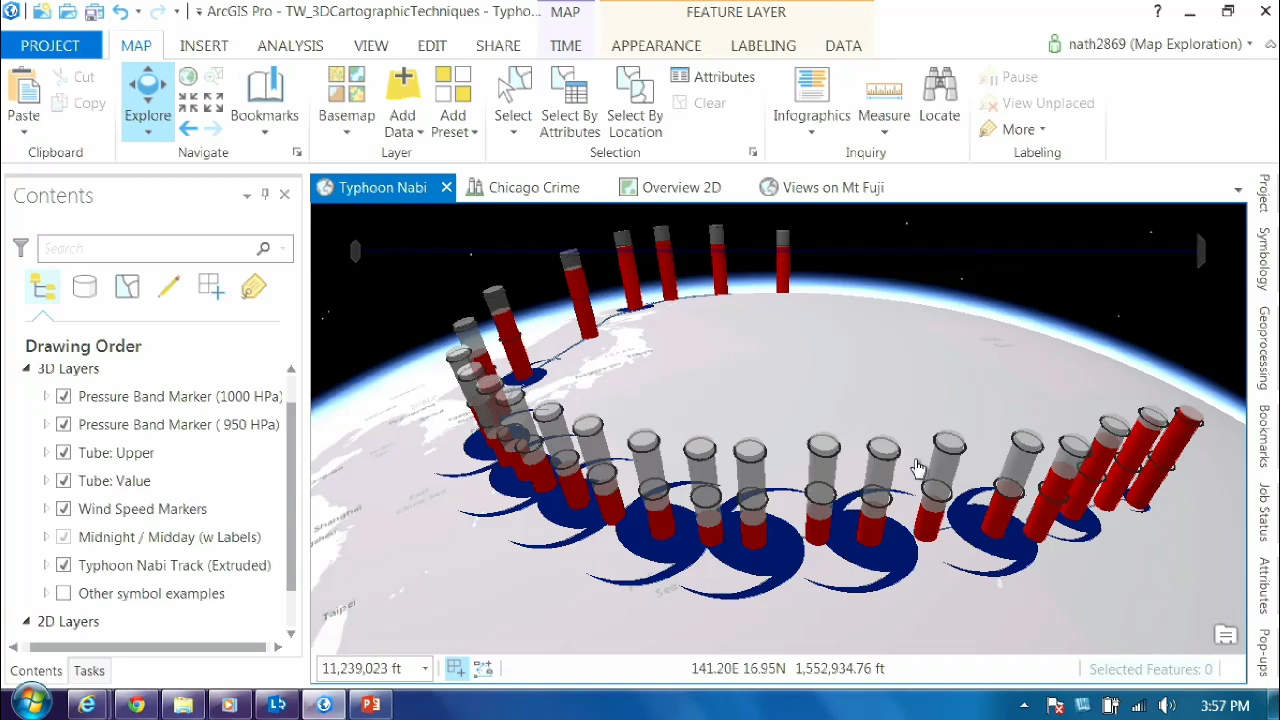 ArcGIS Pro - TW_3DCartographicTechniques - Typho...
MAP
FEATURE LAYER
?
PROJECT
MAP
INSERT
ANALYSIS
VIEW
EDIT
SHARE
TIME
APPEARANCE
LABELING
DATA
nath2869 (Map Exploration)
Paste
Cut
Copy
Clipboard
Explore
Bookmarks
Navigate
Basemap
Add
Data
Add
Preset
Layer
Select
Select By
Attributes
Select By
Location
Attributes
Clear
Selection
Infographics
Measure
Locate
Inquiry
Pause
View Unplaced
More
Labeling
Contents
Search
Drawing Order
3D Layers
Pressure Band Marker (1000 HPa)
Pressure Band Marker ( 950 HPa)
Tube: Upper
Tube: Value
Wind Speed Markers
Midnight / Midday (w Labels)
Typhoon Nabi Track (Extruded)
Other symbol examples
2D Layers
Contents
Tasks
Typhoon Nabi
Chicago Crime
Overview 2D
Views on Mt Fuji
Shanghai
Taipei
11,239,023 ft
141.20E 16.95N 1,552,934.76 ft
Selected Features: 0
Project
Symbology
Geoprocessing
Bookmarks
Job Status
Attributes
Pop-ups
3:57 PM